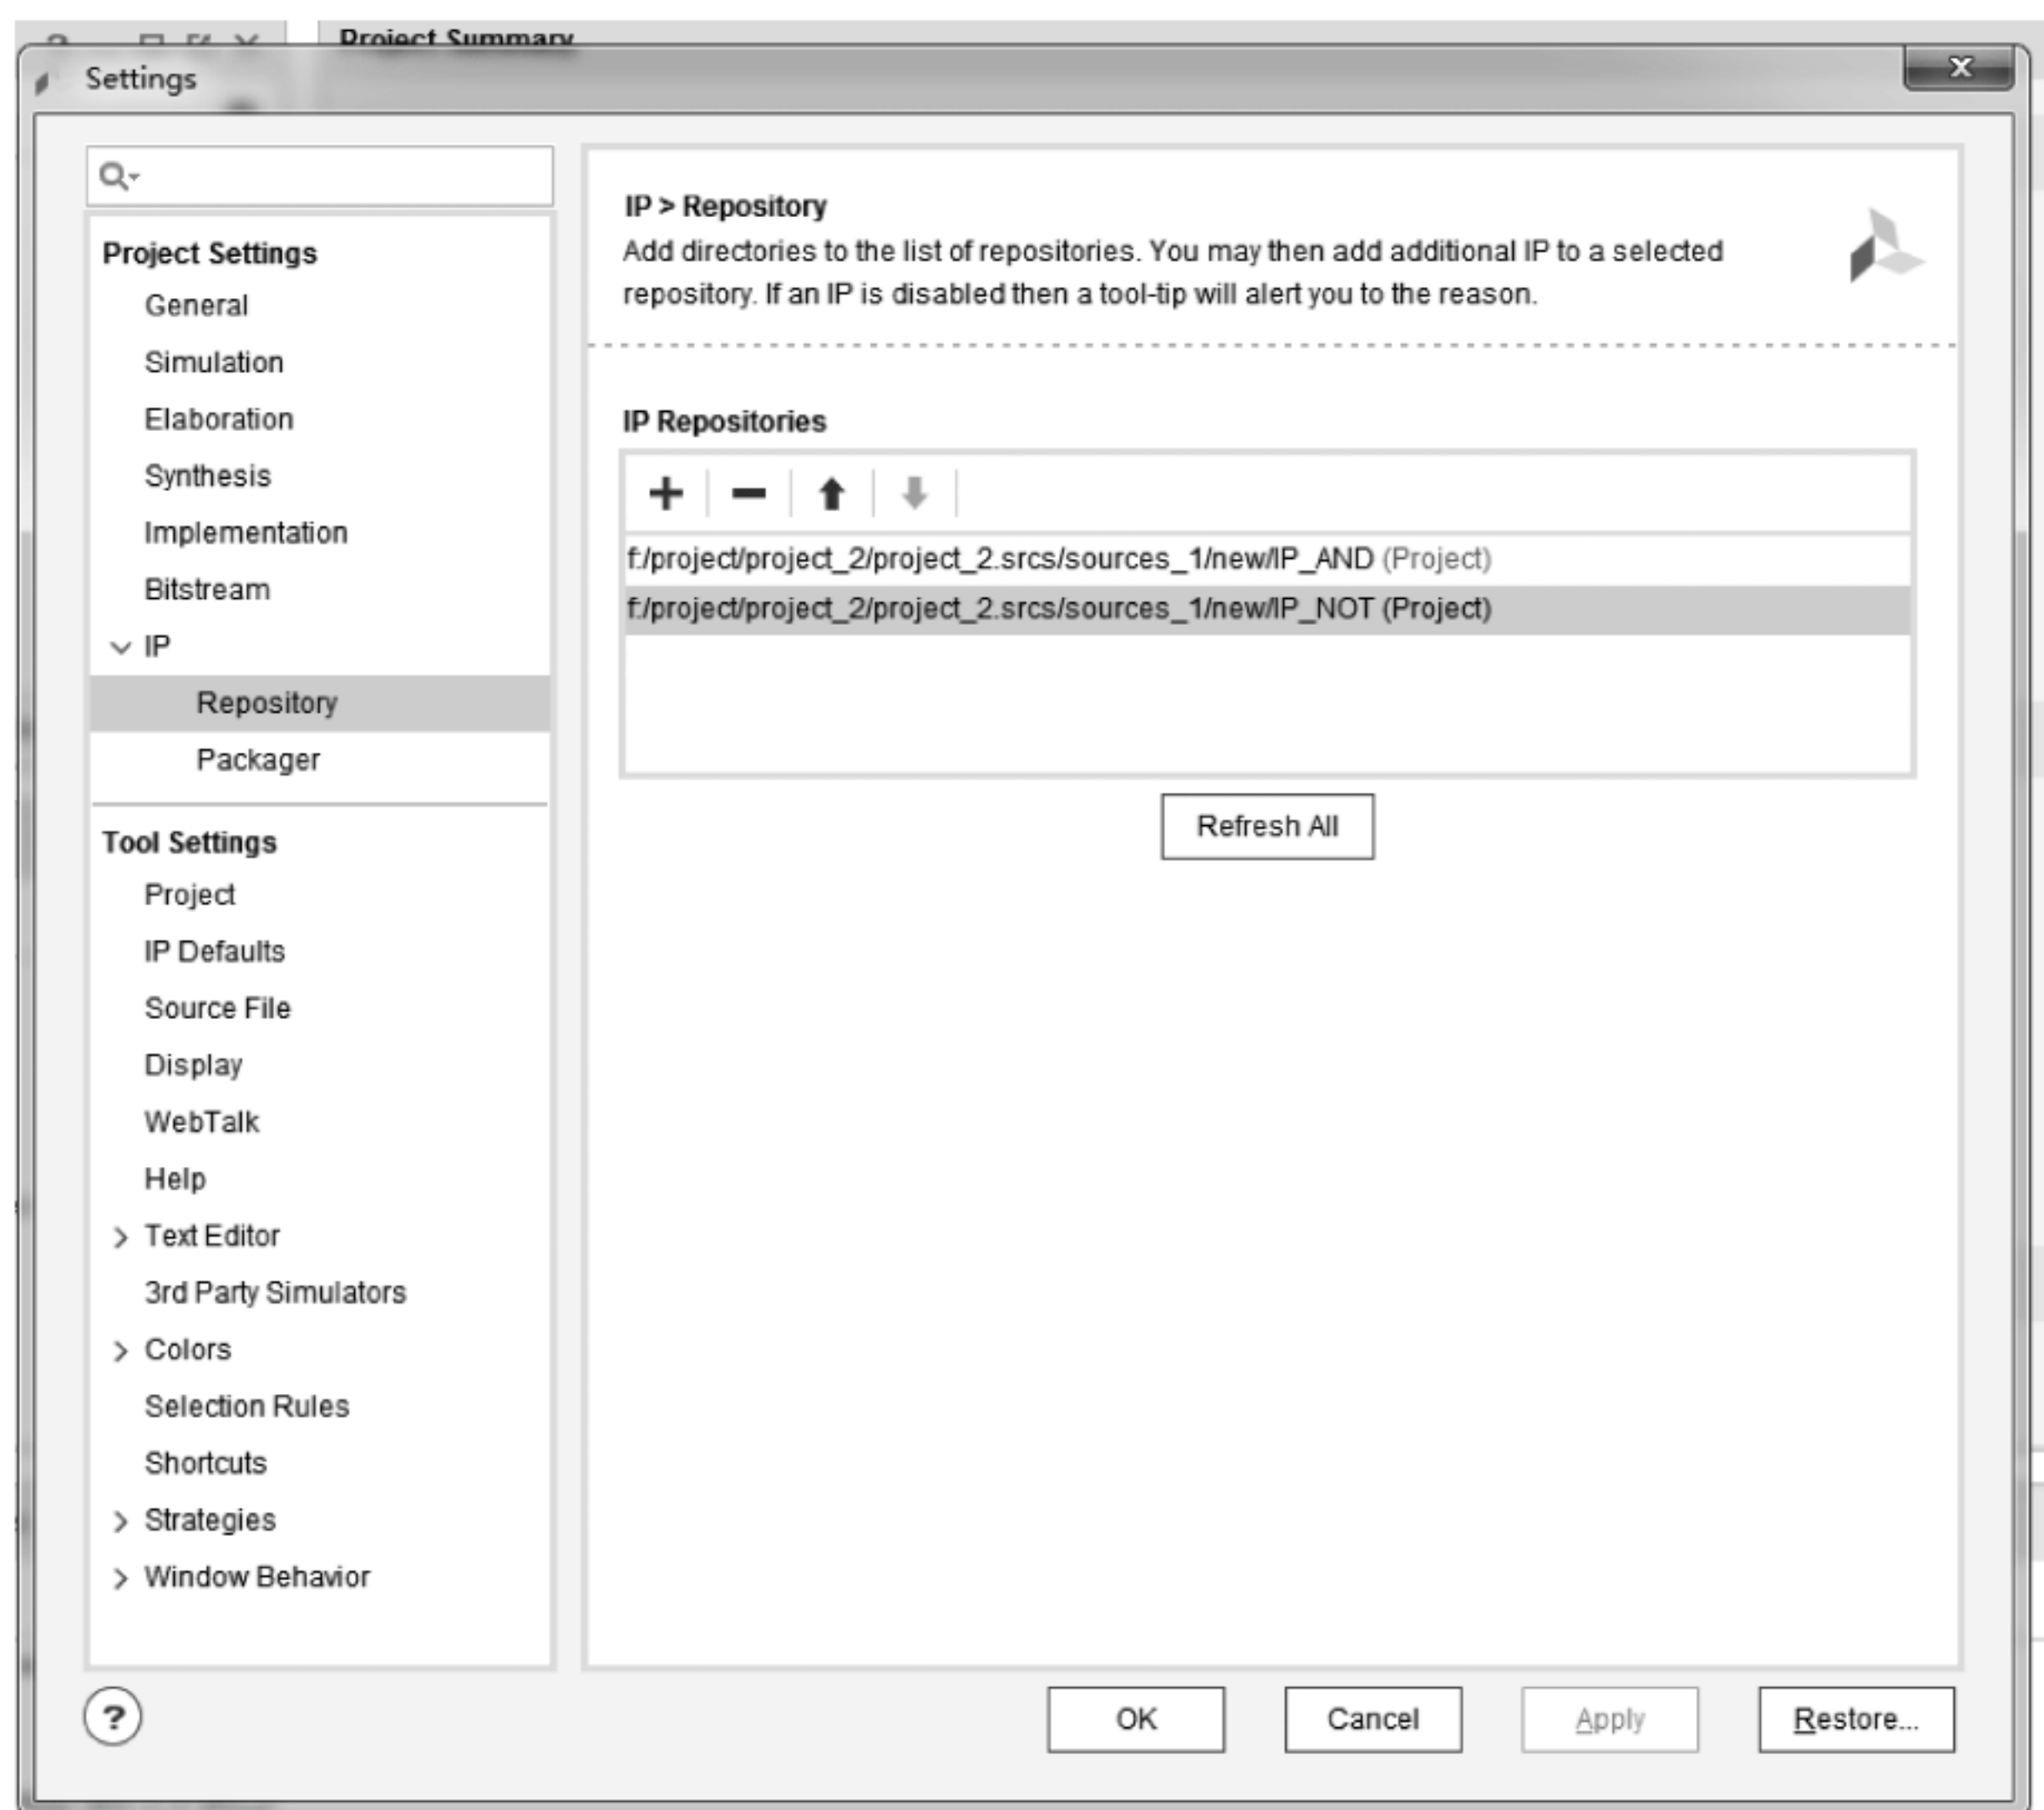 Project Summary
Settings
Project Settings
General
Simulation
Elaboration
Synthesis
Implementation
Bitstream
IP
Repository
Packager
Tool Settings
Project
IP Defaults
Source File
Display
WebTalk
Help
Text Editor
3rd Party Simulators
Colors
Selection Rules
Shortcuts
Strategies
Window Behavior
IP > Repository
Add directories to the list of repositories. You may then add additional IP to a selected
repository. If an IP is disabled then a tool-tip will alert you to the reason.
IP Repositories
f:/project/project_2/project_2.srcs/sources_1/new/IP_AND (Project)
f:/project/project_2/project_2.srcs/sources_1/new/IP_NOT (Project)
Refresh All
?
OK
Cancel
Apply
Restore...